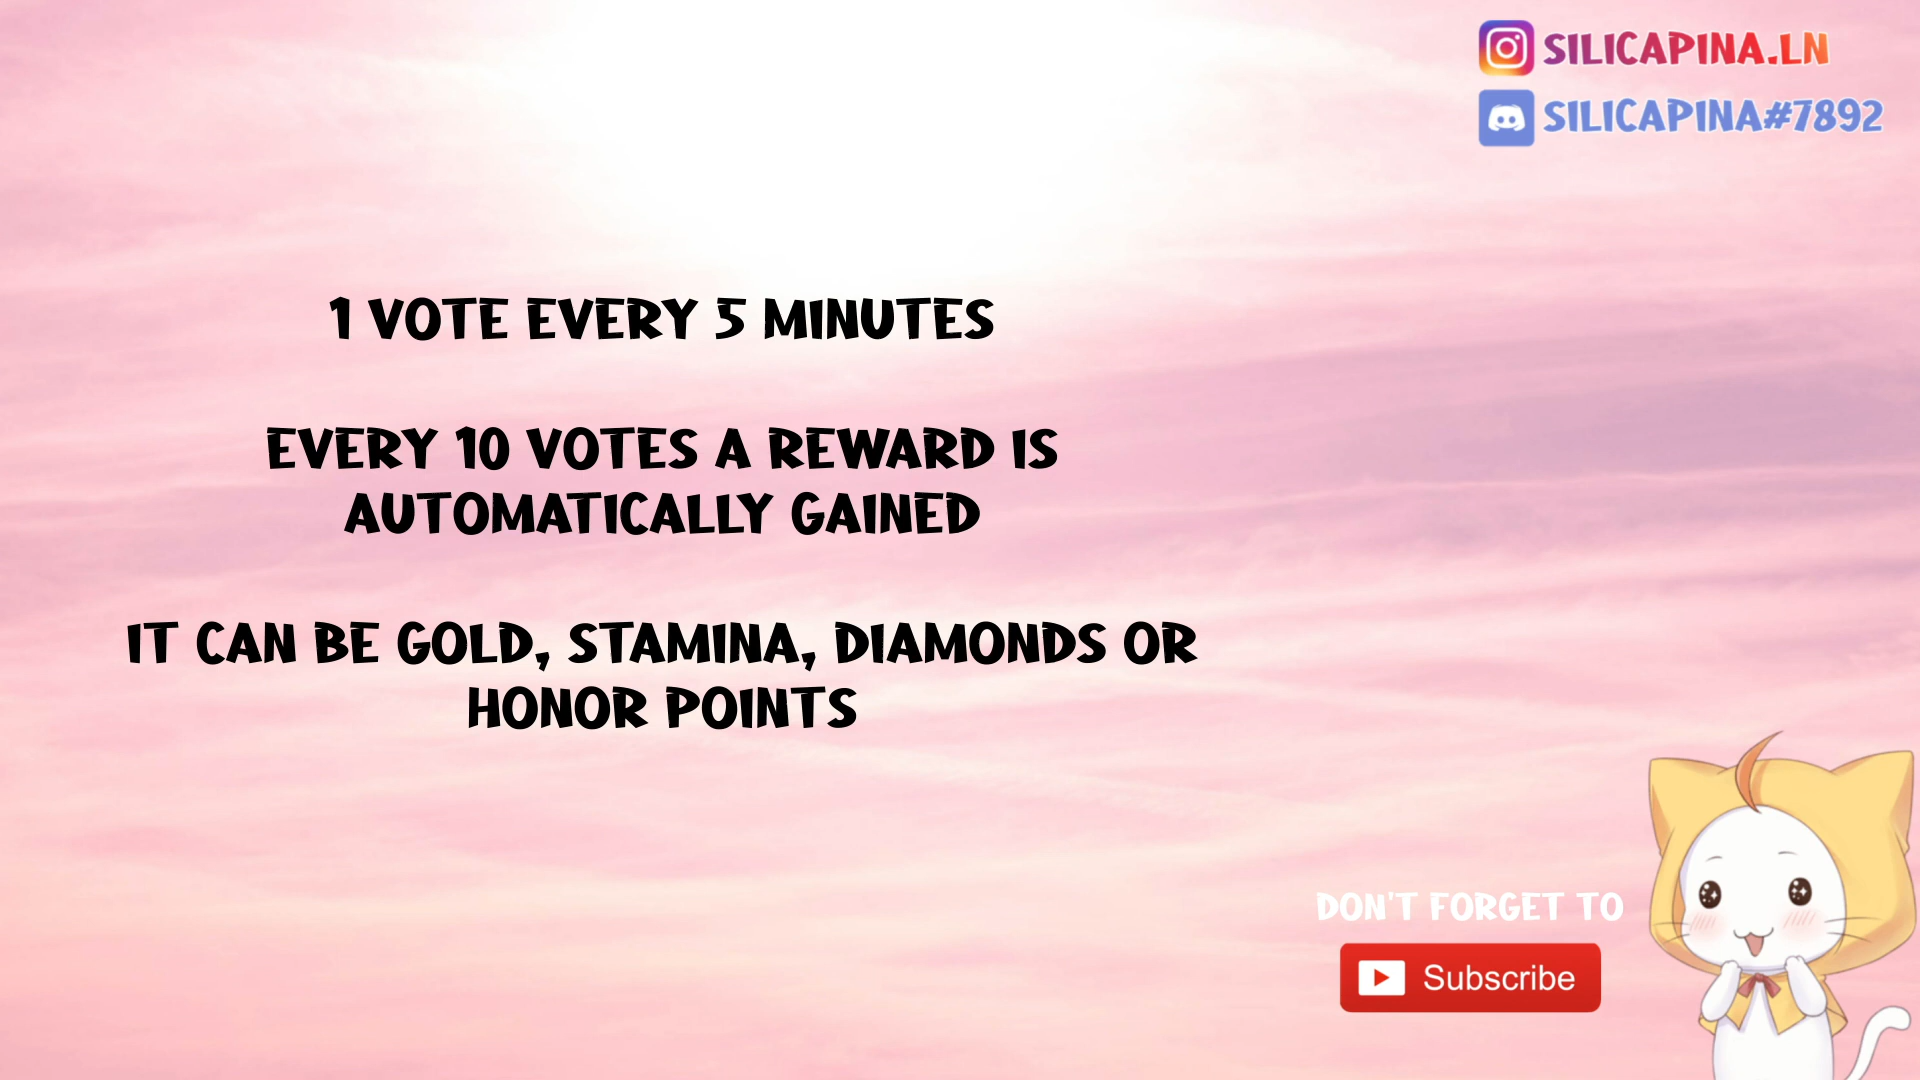 SILICAPINA.LN
SILICAPINA#7892
1 VOTE EVERY 5 MINUTES
EVERY 10 VOTES A REWARD IS
AUTOMATICALLY GAINED
IT CAN BE GOLD, STAMINA, DIAMONDS OR
HONOR POINTS
DON'T FORGET TO
Subscribe